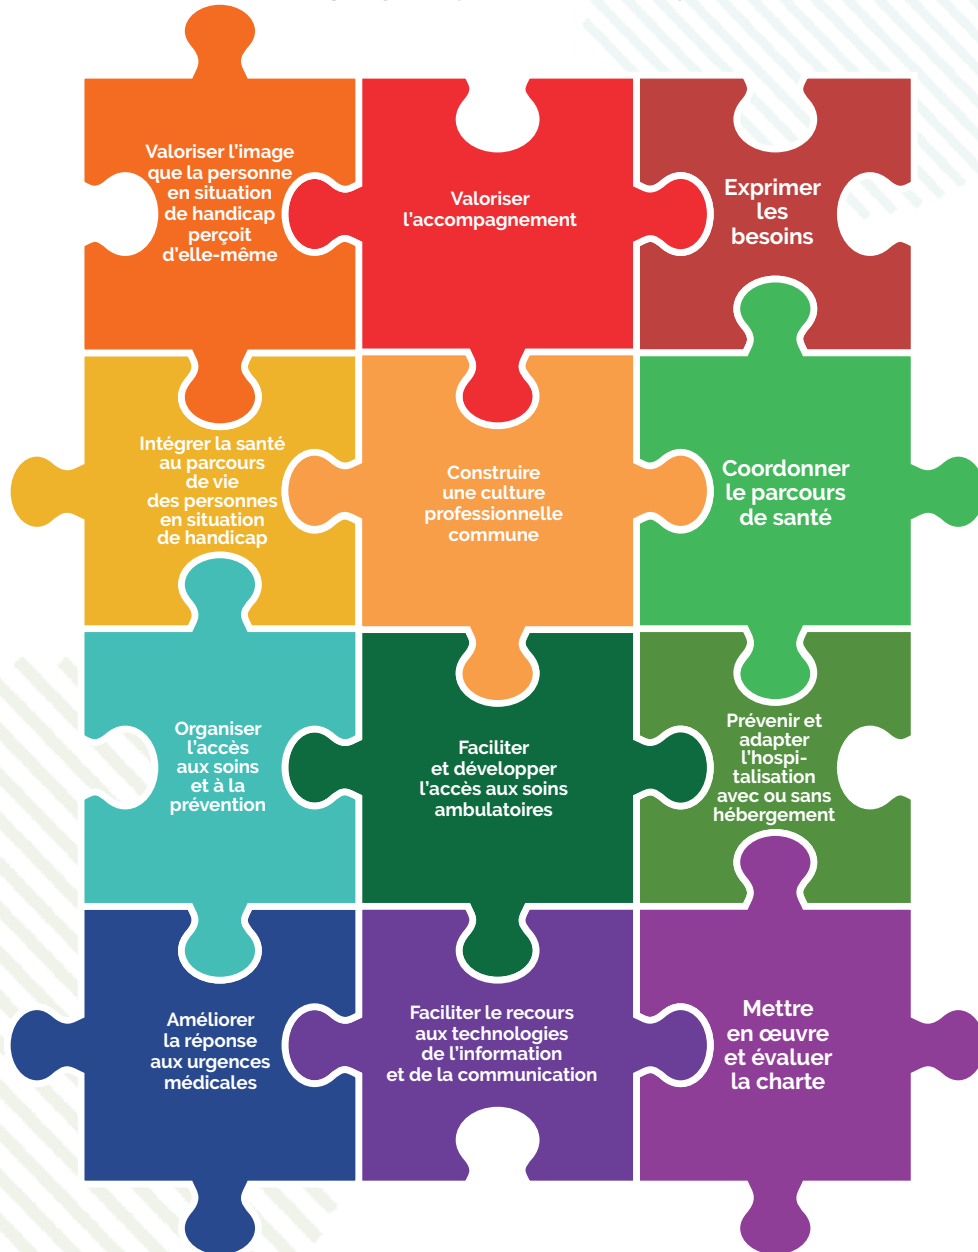 Valoriser l'image
que la personne
en situation
de handicap
perçoit
d'elle-même
Valoriser
l'accompagnement
Exprimer
les
besoins
Intégrer la santé
au parcours
de vie
des personnes
en situation
de handicap
Construire
une culture
professionnelle
commune
Coordonner
le parcours
de santé
Organiser
l'accès
aux soins
et à la
prévention
Faciliter
et développer
l'accès aux soins
ambulatoires
Prévenir et
adapter
l'hospi-
talisation
avec ou sans
hébergement
Améliorer
la réponse
aux urgences
médicales
Faciliter le recours
aux technologies
de l'information
et de la communication
Mettre
en œuvre
et évaluer
la charte